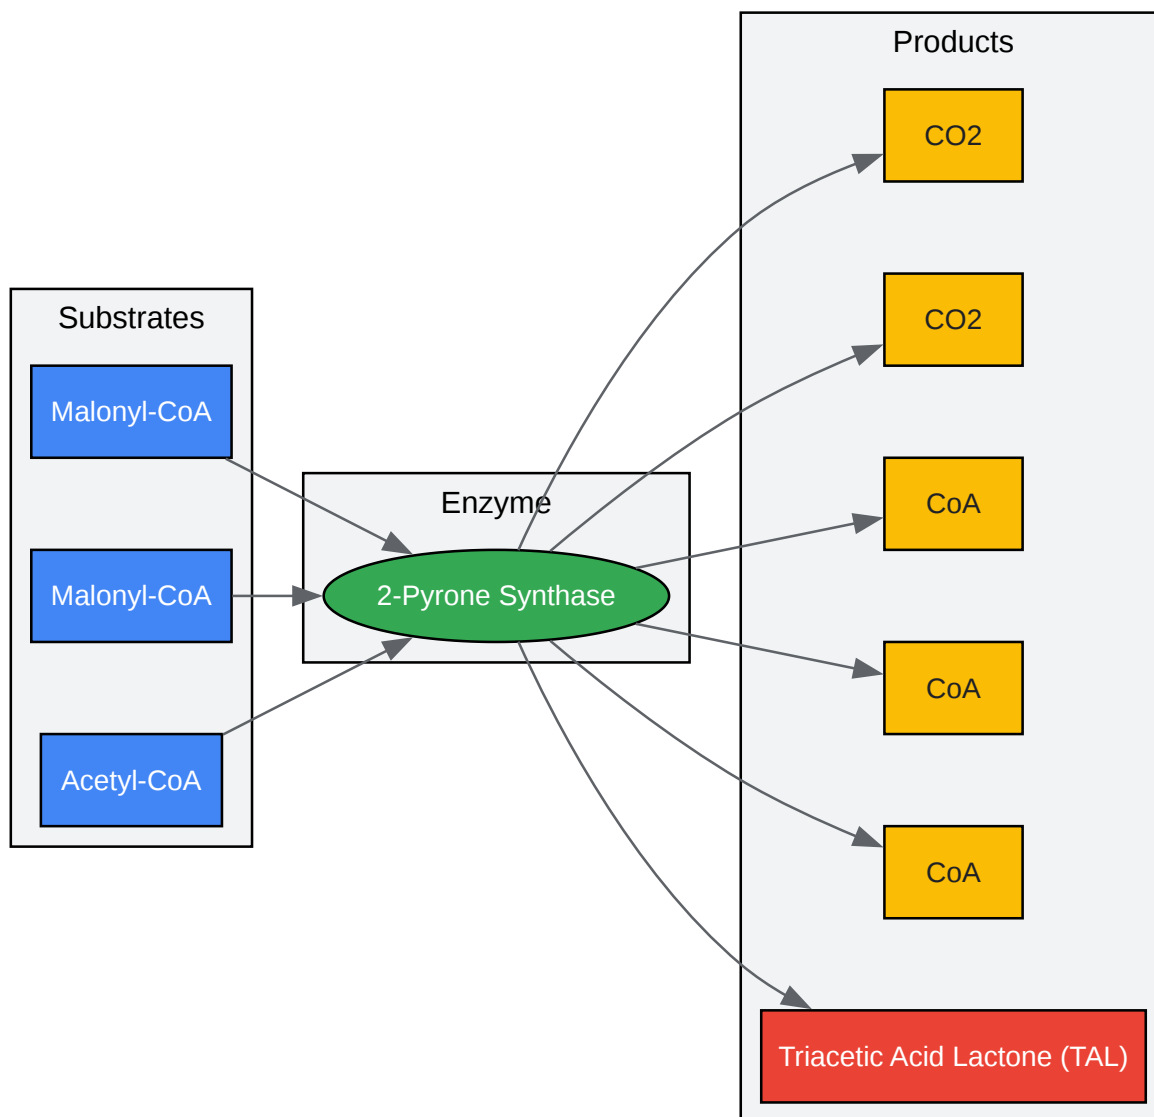 Substrates
Malonyl-CoA
Malonyl-CoA
Acetyl-CoA
Enzyme
2-Pyrone Synthase
Products
CO2
CO2
CoA
CoA
CoA
Triacetic Acid Lactone (TAL)